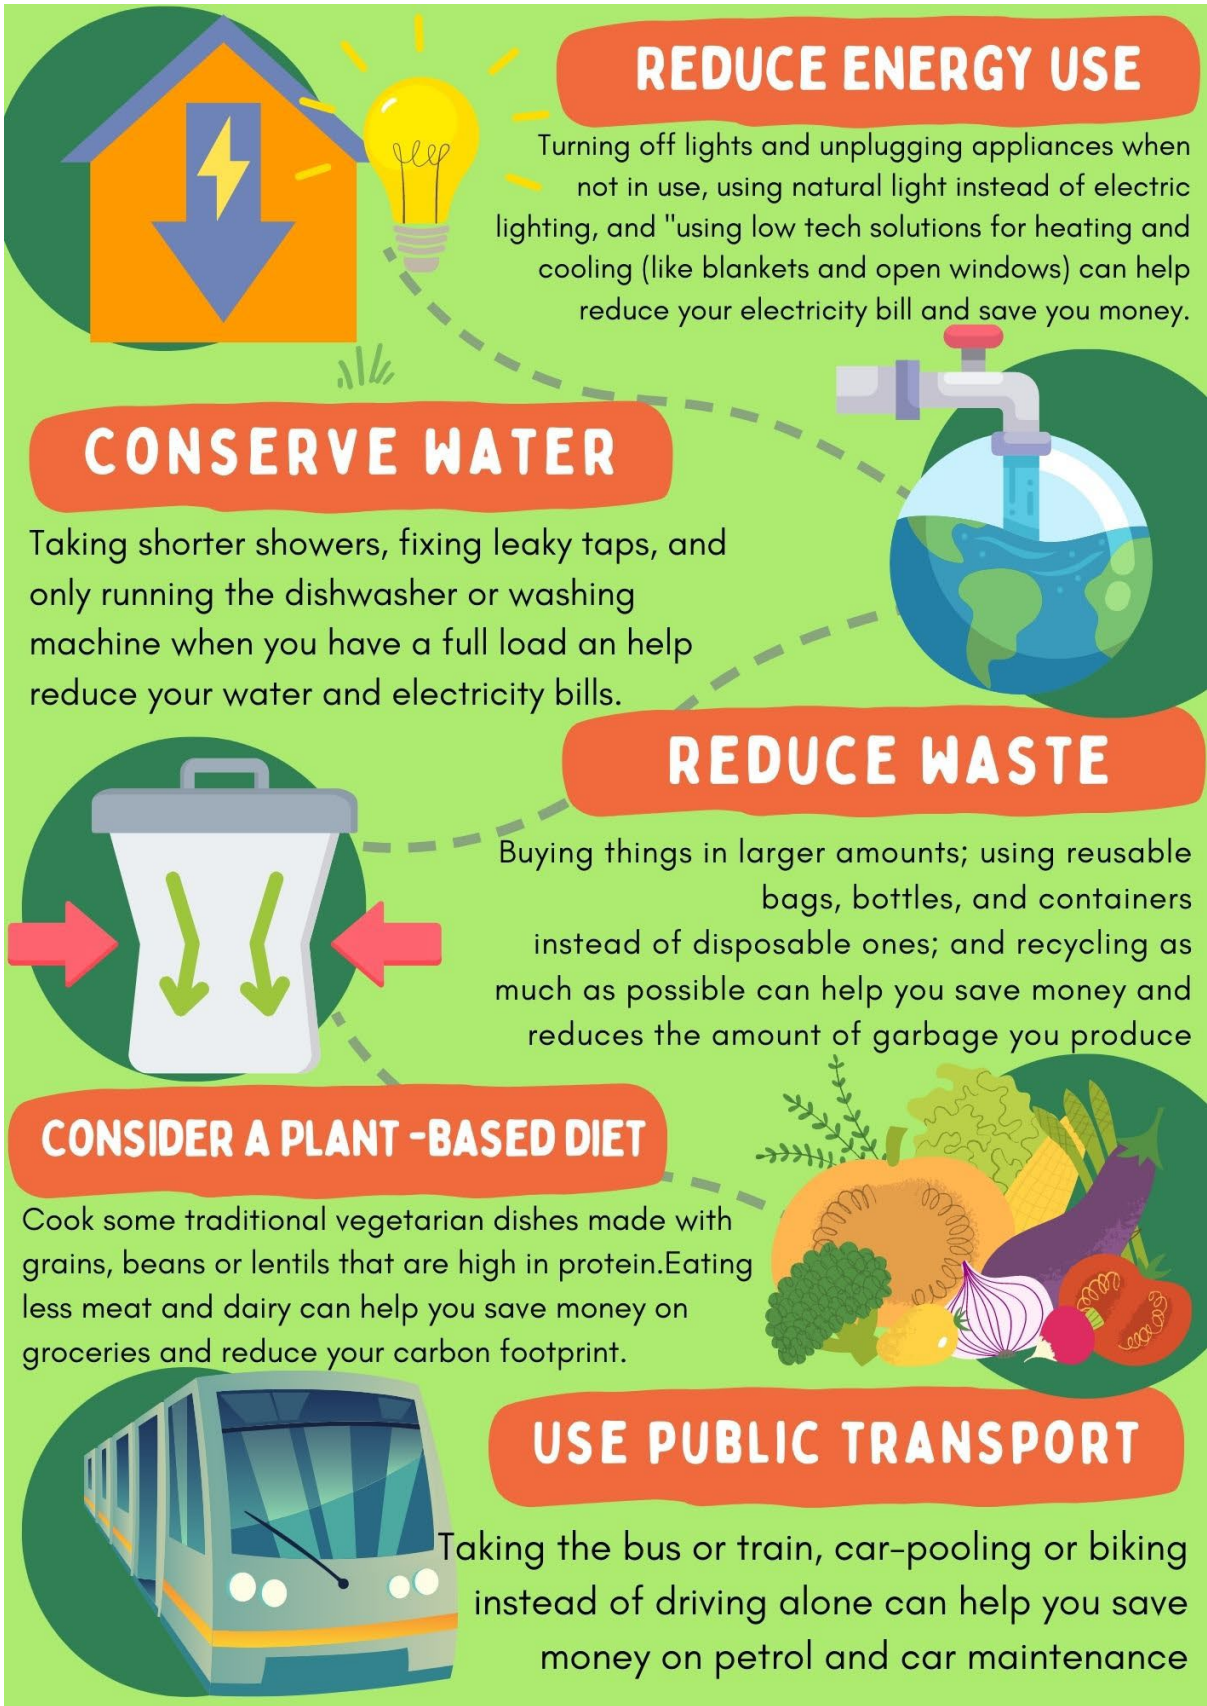 REDUCE ENERGY USE
Turning off lights and unplugging appliances when
not in use, using natural light instead of electric
lighting, and "using low tech solutions for heating and
cooling (like blankets and open windows) can help
reduce your electricity bill and save you money.
CONSERVE WATER
Taking shorter showers, fixing leaky taps, and
only running the dishwasher or washing
machine when you have a full load an help
reduce your water and electricity bills.
REDUCE WASTE
Buying things in larger amounts; using reusable
bags, bottles, and containers
instead of disposable ones; and recycling as
much as possible can help you save money and
reduces the amount of garbage you produce
CONSIDER A PLANT -BASED DIET
Cook some traditional vegetarian dishes made with
grains, beans or lentils that are high in protein.Eating
less meat and dairy can help you save money on
groceries and reduce your carbon footprint.
USE PUBLIC TRANSPORT
Taking the bus or train, car-pooling or biking
instead of driving alone can help you save
money on petrol and car maintenance